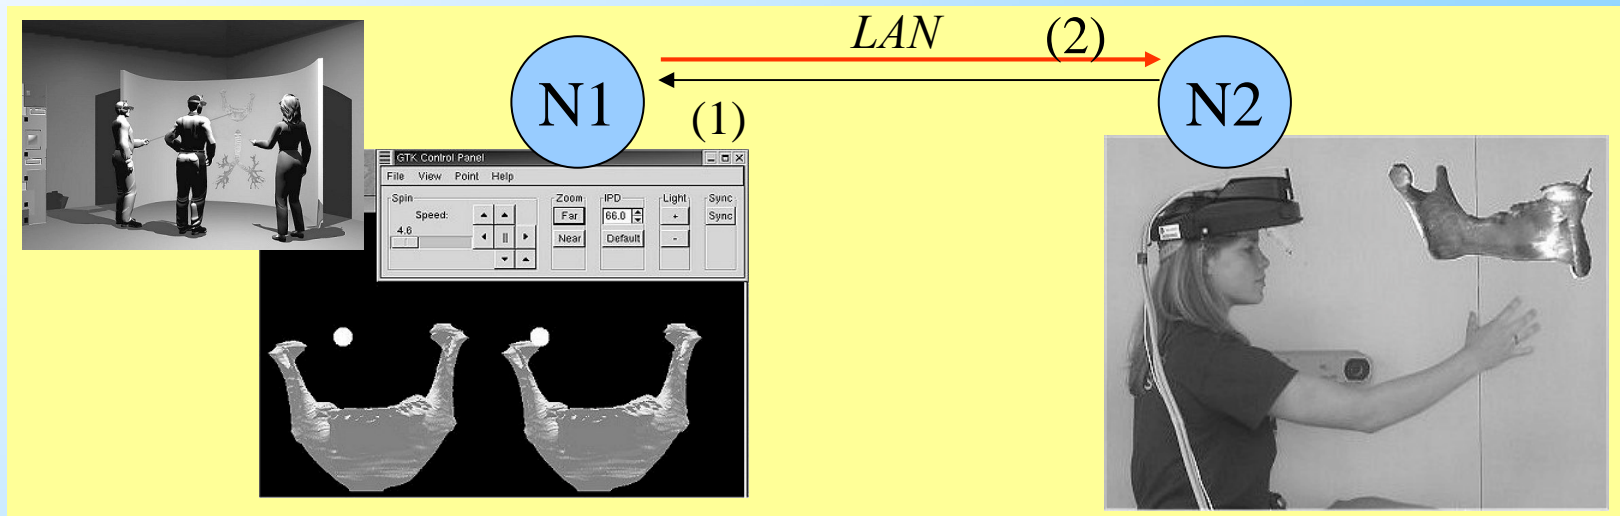 LAN
(2)
N1
N2
(1)
GTK Control Panel
File View Point Help
Spin
Speed:
4.6
Zoom
Far
Near
IPD
66.0
Default
Light
+
-
Sync
Sync